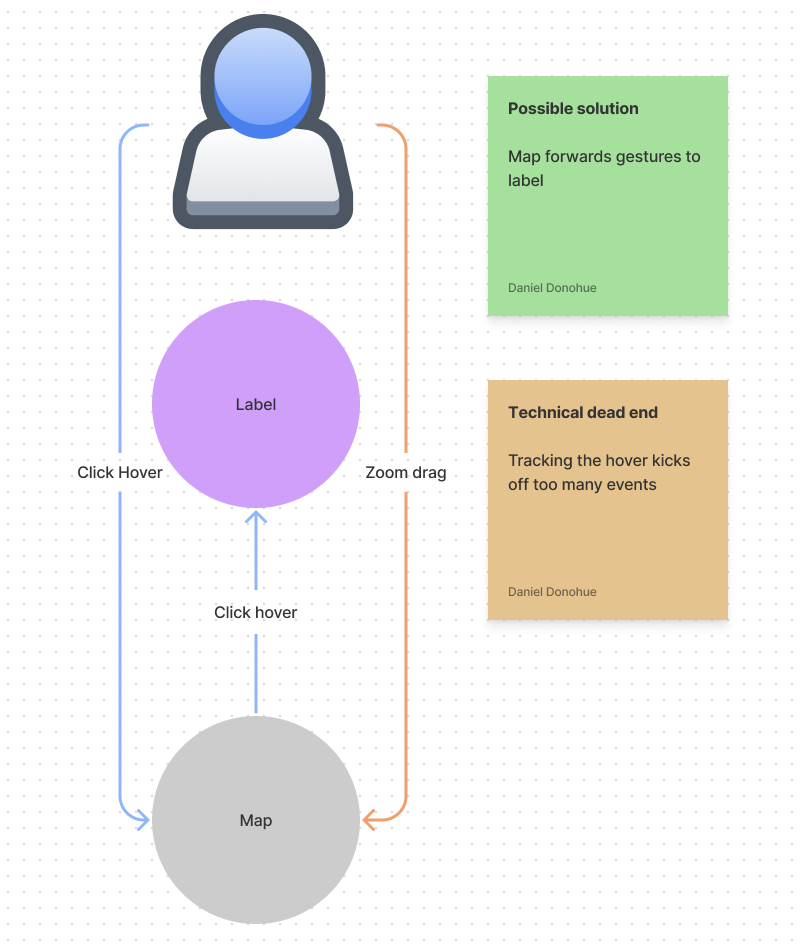 Possible solution
Map forwards gestures to
label
Daniel Donohue
Label
Technical dead end
Tracking the hover kicks
off too many events
Click Hover
Zoom drag
Daniel Donohue
Click hover
Map